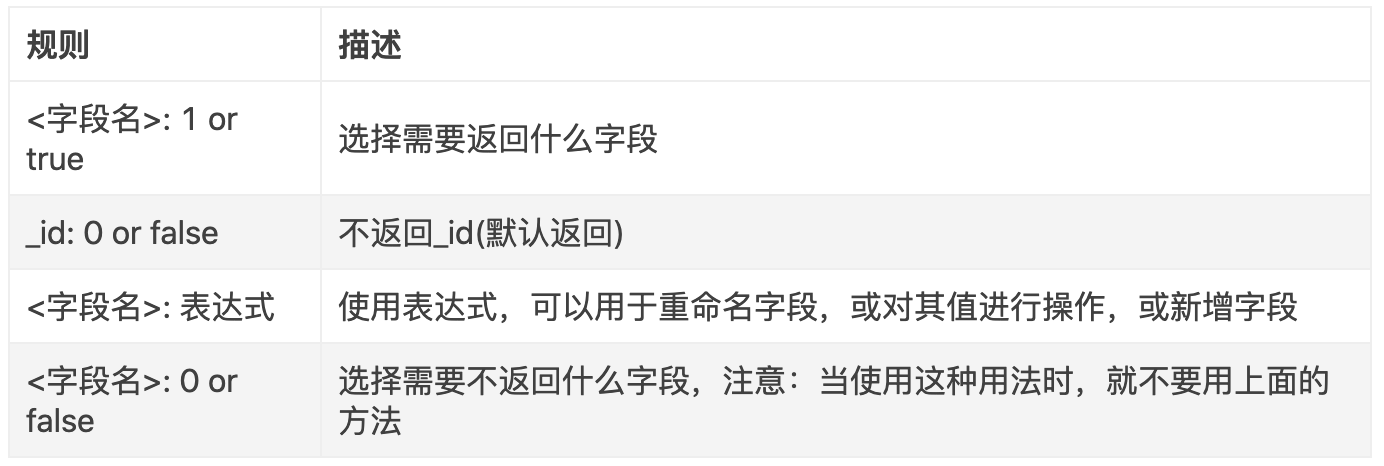 规则
描述
<字段名>: 1 or
true
选择需要返回什么字段
_id: 0 or false
不返回_id(默认返回)
<字段名>: 表达式
使用表达式，可以用于重命名字段，或对其值进行操作，或新增字段
<字段名>: 0 or
false
选择需要不返回什么字段，注意：当使用这种用法时，就不要用上面的
方法